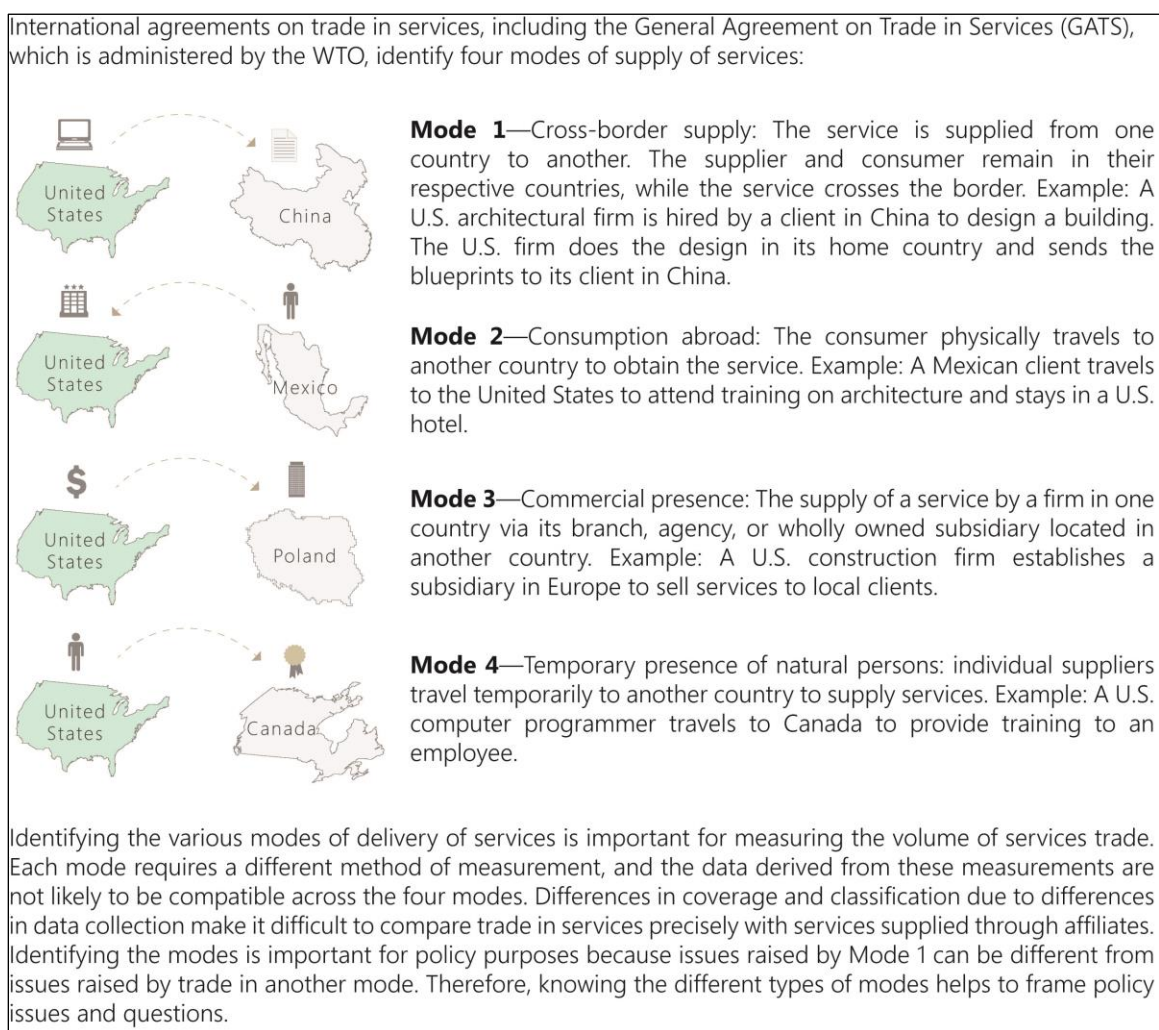 International agreements on trade in services, including the General Agreement on Trade in Services (GATS),
which is administered by the WTO, identify four modes of supply of services:
United
States
China
Mode 1—Cross-border supply: The service is supplied from one
country to another. The supplier and consumer remain in their
respective countries, while the service crosses the border. Example: A
U.S. architectural firm is hired by a client in China to design a building.
The U.S. firm does the design in its home country and sends the
blueprints to its client in China.
United
States
Mexico
Mode 2—Consumption abroad: The consumer physically travels to
another country to obtain the service. Example: A Mexican client travels
to the United States to attend training on architecture and stays in a U.S.
hotel.
$
United
States
Poland
Mode 3—Commercial presence: The supply of a service by a firm in one
country via its branch, agency, or wholly owned subsidiary located in
another country. Example: A U.S. construction firm establishes a
subsidiary in Europe to sell services to local clients.
United
States
Canada
Mode 4—Temporary presence of natural persons: individual suppliers
travel temporarily to another country to supply services. Example: A U.S.
computer programmer travels to Canada to provide training to an
employee.
Identifying the various modes of delivery of services is important for measuring the volume of services trade.
Each mode requires a different method of measurement, and the data derived from these measurements are
not likely to be compatible across the four modes. Differences in coverage and classification due to differences
in data collection make it difficult to compare trade in services precisely with services supplied through affiliates.
Identifying the modes is important for policy purposes because issues raised by Mode 1 can be different from
issues raised by trade in another mode. Therefore, knowing the different types of modes helps to frame policy
issues and questions.